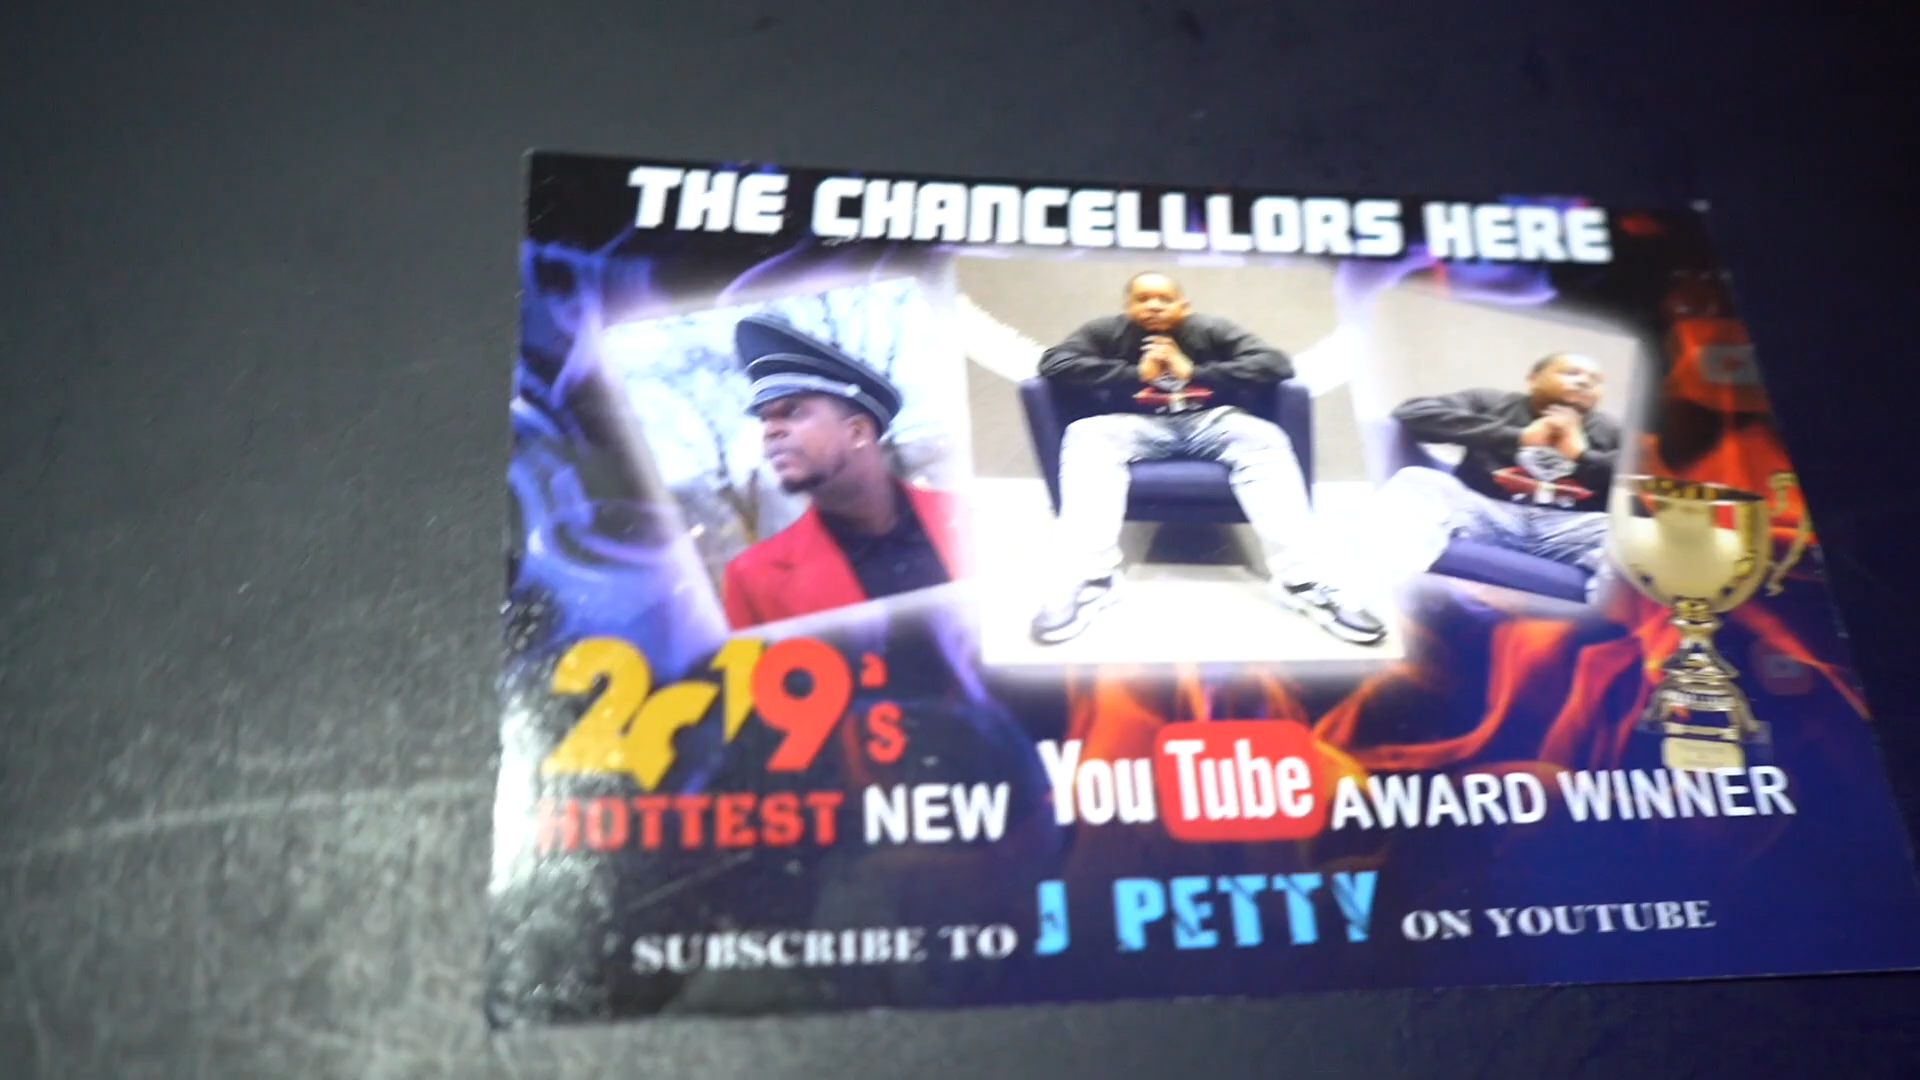 THE CHANCELLLORS HERE
2019's
HOTTEST NEW YouTube AWARD WINNER
SUBSCRIBE TO J PETTY ON YOUTUBE